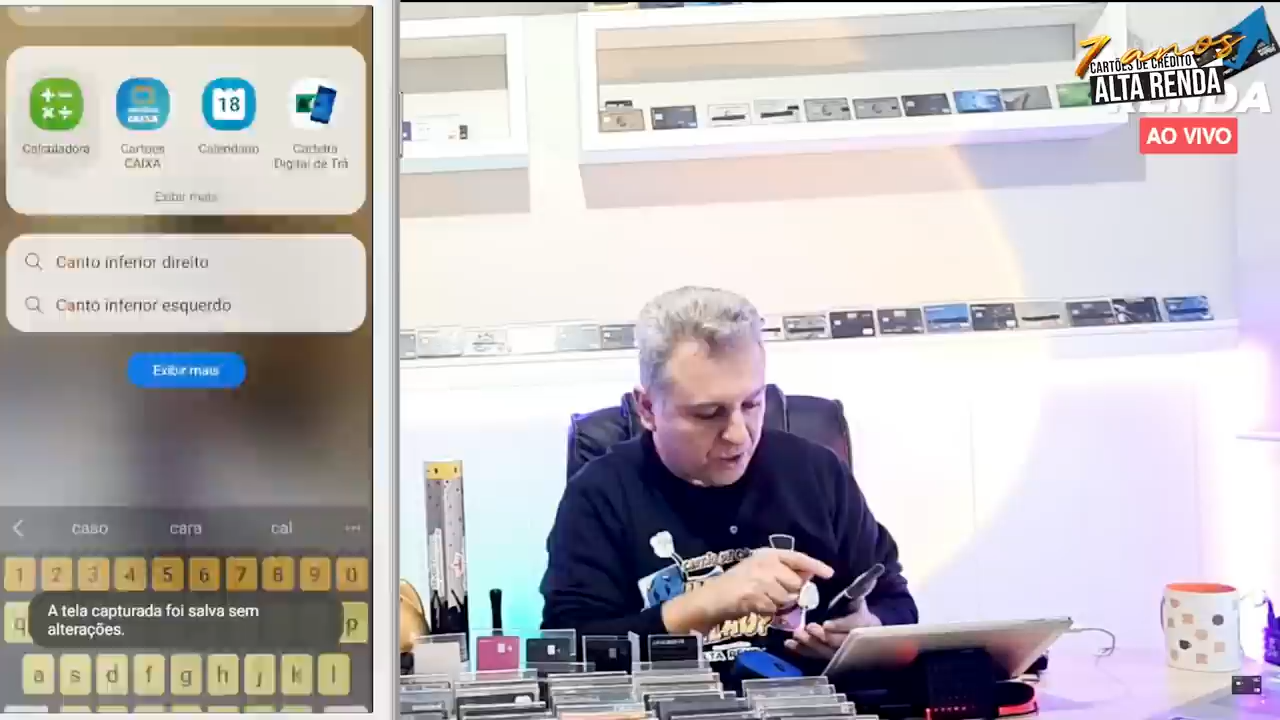 Calculadora
Cartões
CAIXA
18
Calendário
Carteira
Digital de Trâ
Exibir mais
Canto inferior direito
Canto inferior esquerdo
Exibir mais
caso
cara
cal
1 2 3 4 5 6 7 8 9 0
q
p
A tela capturada foi salva sem
alterações.
a s d f g h j k l
7 anos
CARTÕES DE CRÉDITO
ALTA RENDA
RENDA
AO VIVO